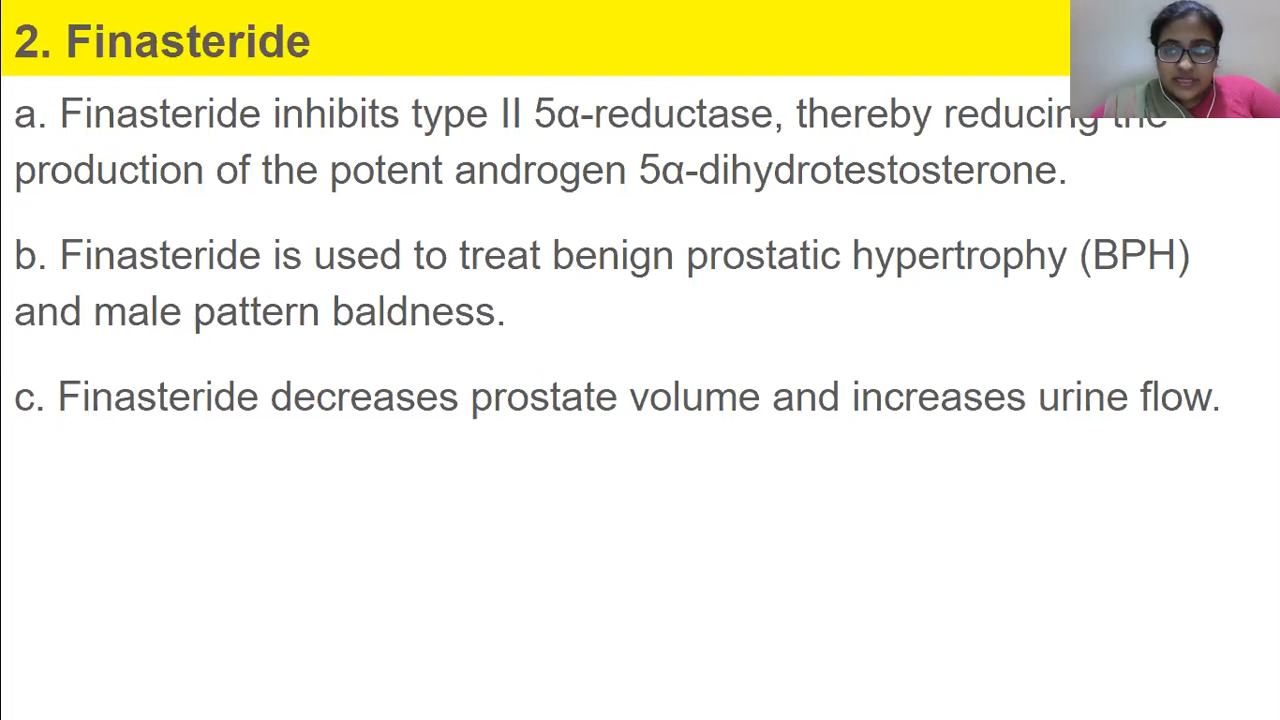 2. Finasteride
a. Finasteride inhibits type II 5α-reductase, thereby reducing the
production of the potent androgen 5α-dihydrotestosterone.
b. Finasteride is used to treat benign prostatic hypertrophy (BPH)
and male pattern baldness.
c. Finasteride decreases prostate volume and increases urine flow.